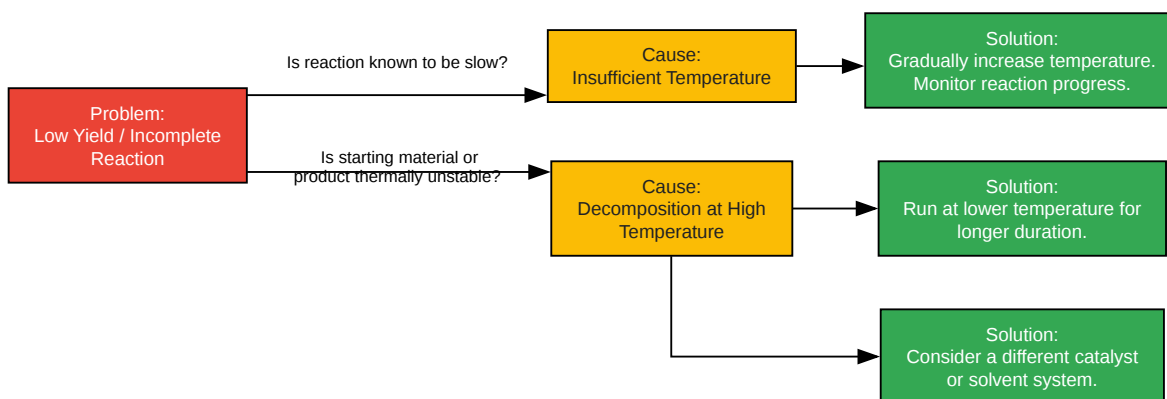 Problem:
Low Yield / Incomplete
Reaction
Is reaction known to be slow?
Cause:
Insufficient Temperature
Solution:
Gradually increase temperature.
Monitor reaction progress.
Is starting material or
product thermally unstable?
Cause:
Decomposition at High
Temperature
Solution:
Run at lower temperature for
longer duration.
Solution:
Consider a different catalyst
or solvent system.